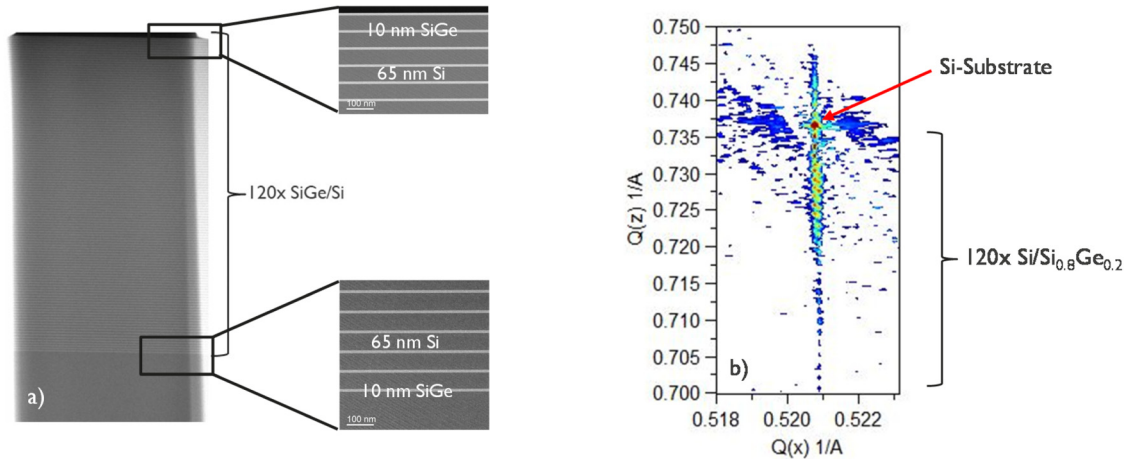 10 nm SiGe
65 nm Si
100 nm
120x SiGe/Si
65 nm Si
10 nm SiGe
100 nm
a)
0.750
0.745
0.740
0.735
0.730
0.725
0.720
0.715
0.710
0.705
0.700
Q(z) 1/A
0.518 0.520 0.522
Q(x) 1/A
b)
Si-Substrate
120x Si/Si0.8Ge0.2